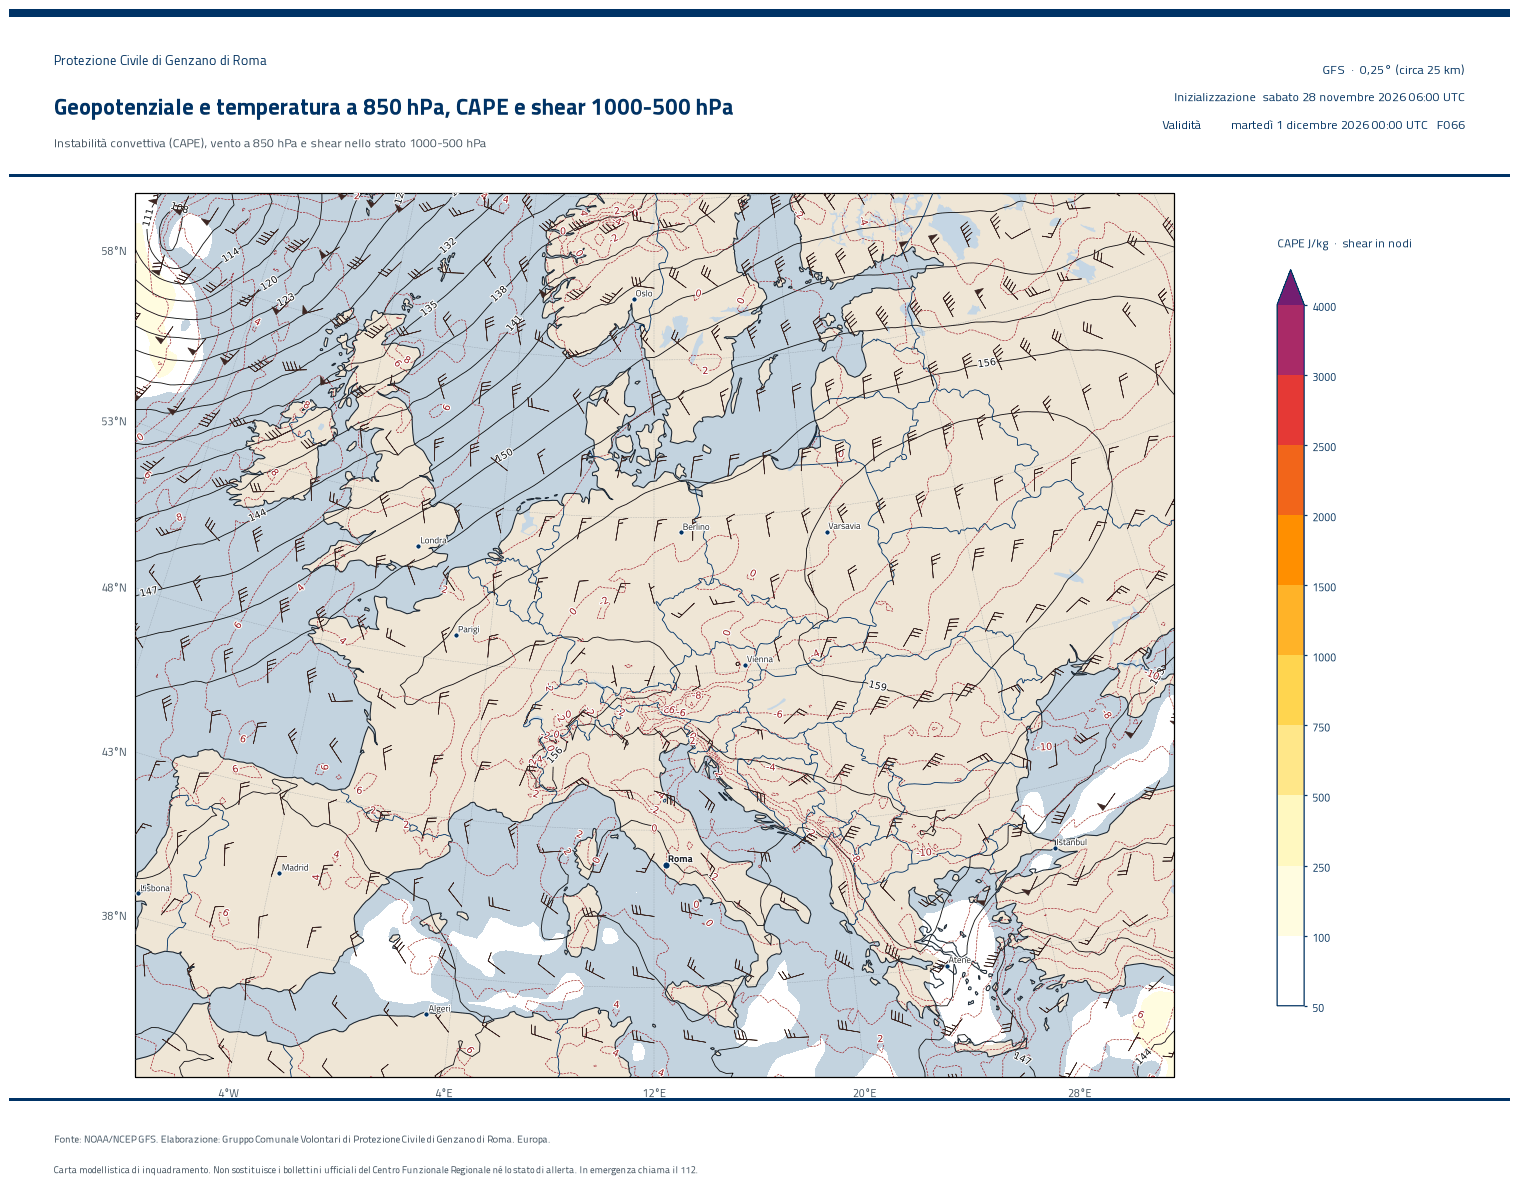 Protezione Civile di Genzano di Roma
Geopotenziale e temperatura a 850 hPa, CAPE e shear 1000-500 hPa
Instabilità convettiva (CAPE), vento a 850 hPa e shear nello strato 1000-500 hPa
GFS · 0,25° (circa 25 km)
Inizializzazione sabato 28 novembre 2026 06:00 UTC
Validità martedì 1 dicembre 2026 00:00 UTC F066
CAPE J/kg · shear in nodi
4000
3000
2500
2000
1500
1000
750
500
250
100
50
58°N
53°N
48°N
43°N
38°N
4°W
4°E
12°E
20°E
28°E
Oslo
Londra
Berlino
Varsavia
Parigi
Vienna
Madrid
Lisbona
Roma
Istanbul
Atene
Algeri
111
114
120
123
132
135
138
141
144
147
150
156
156
159
147
144
Fonte: NOAA/NCEP GFS. Elaborazione: Gruppo Comunale Volontari di Protezione Civile di Genzano di Roma. Europa.
Carta modellistica di inquadramento. Non sostituisce i bollettini ufficiali del Centro Funzionale Regionale né lo stato di allerta. In emergenza chiama il 112.